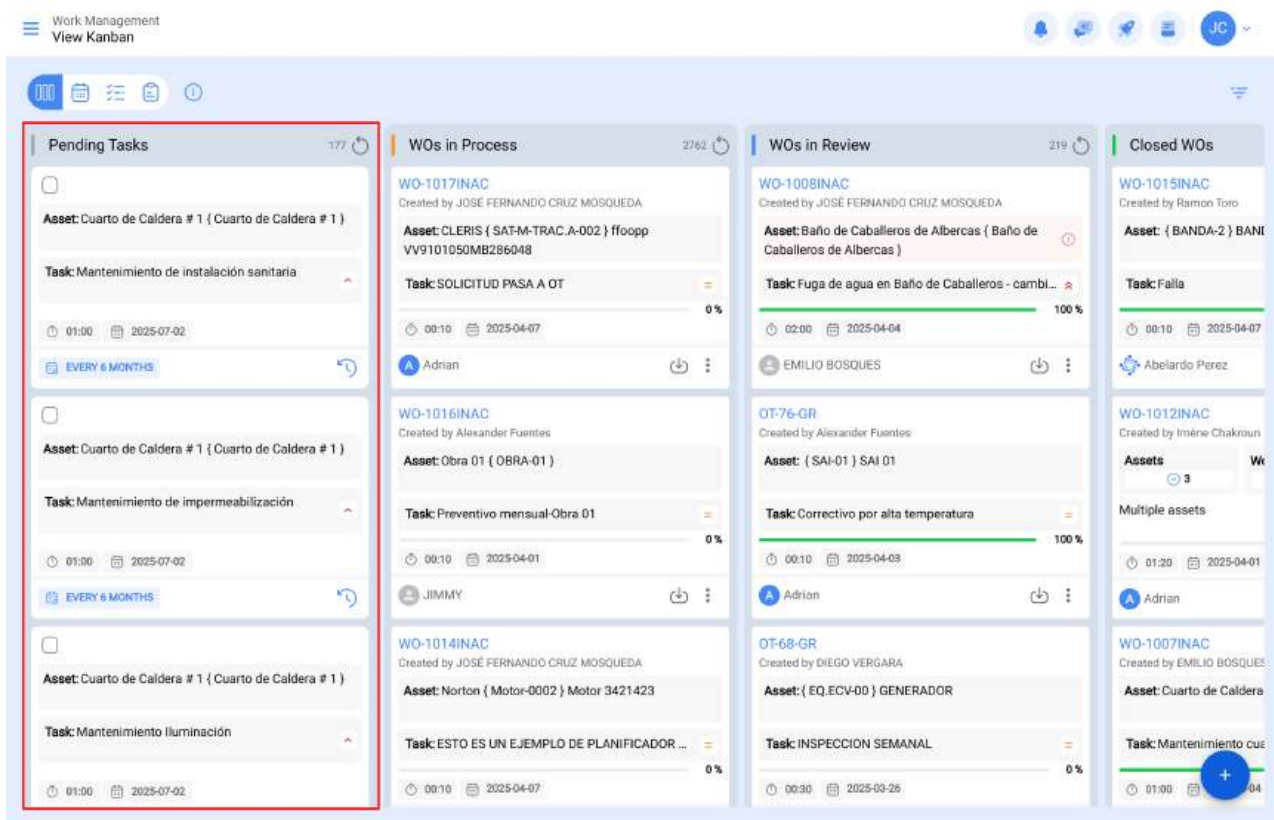 Work Management
View Kanban
JC
Pending Tasks 177
Asset: Cuarto de Caldera # 1 { Cuarto de Caldera # 1 }
Task: Mantenimiento de instalación sanitaria
01:00 2025-07-02
EVERY 6 MONTHS
Asset: Cuarto de Caldera # 1 { Cuarto de Caldera # 1 }
Task: Mantenimiento de impermeabilización
01:00 2025-07-02
EVERY 6 MONTHS
Asset: Cuarto de Caldera # 1 { Cuarto de Caldera # 1 }
Task: Mantenimiento Iluminación
01:00 2025-07-02
WOs in Process 2762
WO-1017INAC
Created by JOSÉ FERNANDO CRUZ MOSQUEDA
Asset: CLERIS { SAT-M-TRAC.A-002 } ffoopp
VV9101050MB286048
Task: SOLICITUD PASA A OT
0 %
00:10 2025-04-07
A Adrian
WO-1016INAC
Created by Alexander Fuentes
Asset: Obra 01 { OBRA-01 }
Task: Preventivo mensual-Obra 01
0 %
00:10 2025-04-01
JIMMY
WO-1014INAC
Created by JOSÉ FERNANDO CRUZ MOSQUEDA
Asset: Norton { Motor-0002 } Motor 3421423
Task: ESTO ES UN EJEMPLO DE PLANIFICADOR ...
0 %
00:10 2025-04-07
WOs in Review 219
WO-1008INAC
Created by JOSÉ FERNANDO CRUZ MOSQUEDA
Asset: Baño de Caballeros de Albercas { Baño de
Caballeros de Albercas }
Task: Fuga de agua en Baño de Caballeros - cambi...
100 %
02:00 2025-04-04
EMILIO BOSQUES
OT-76-GR
Created by Alexander Fuentes
Asset: { SAI-01 } SAI 01
Task: Correctivo por alta temperatura
100 %
00:10 2025-04-03
A Adrian
OT-68-GR
Created by DIEGO VERGARA
Asset: { EQ.ECV-00 } GENERADOR
Task: INSPECCION SEMANAL
0 %
00:30 2025-03-26
Closed WOs
WO-1015INAC
Created by Ramon Toro
Asset: { BANDA-2 } BANI
Task: Falla
00:10 2025-04-07
Abelardo Perez
WO-1012INAC
Created by Iméne Chakroun
Assets We
3
Multiple assets
01:20 2025-04-01
A Adrian
WO-1007INAC
Created by EMILIO BOSQUES
Asset: Cuarto de Caldera
Task: Mantenimiento cua
+
01:00 04